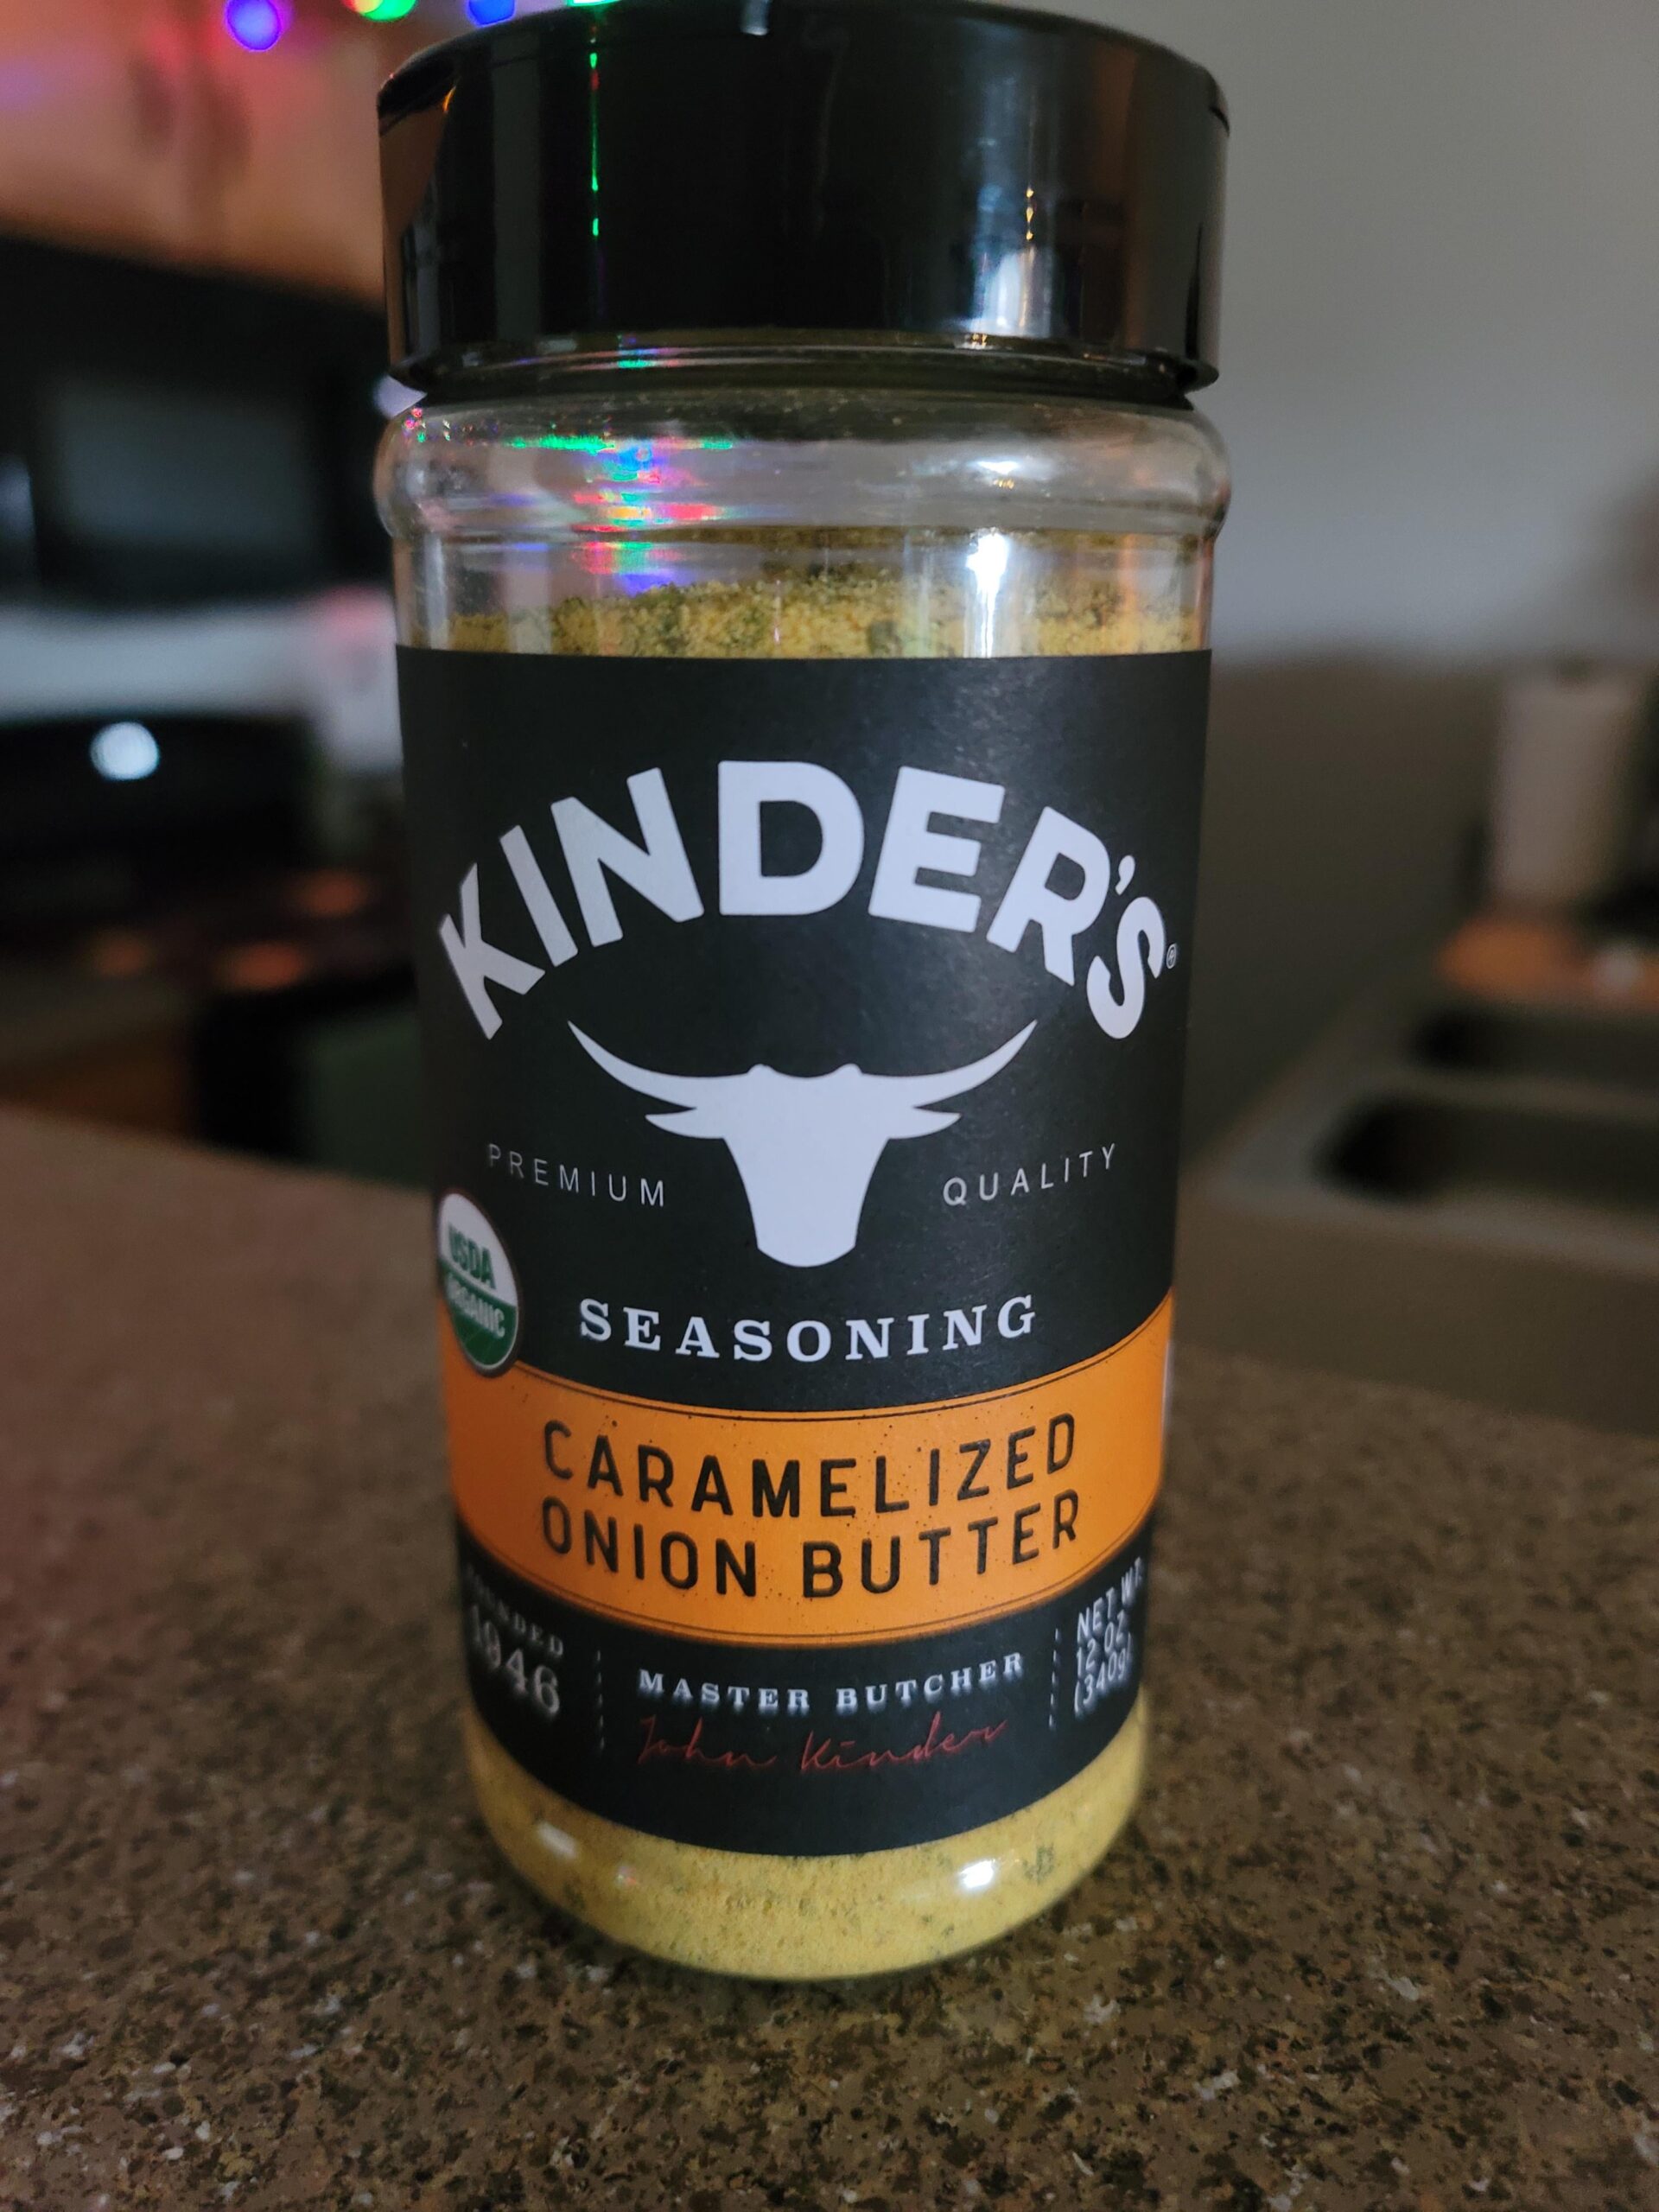 KINDER'S®
PREMIUM QUALITY
USDA
ORGANIC
SEASONING
CARAMELIZED
ONION BUTTER
FOUNDED
1946
MASTER BUTCHER
John Kinder
NET WT.
12 OZ
(340g)